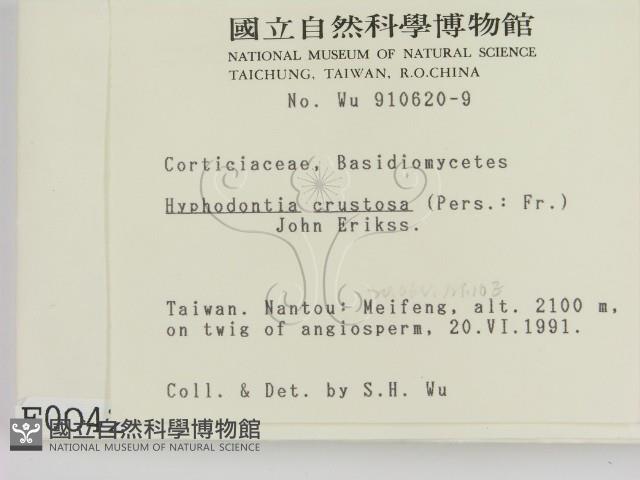 國立自然科學博物館
NATIONAL MUSEUM OF NATURAL SCIENCE
TAICHUNG, TAIWAN, R.O.CHINA
No. Wu 910620-9
Corticiaceae, Basidiomycetes
Hyphodontia crustosa (Pers.: Fr.)
John Erikss.
Taiwan. Nantou: Meifeng, alt. 2100 m,
on twig of angiosperm, 20.VI.1991.
Coll. & Det. by S.H. Wu
國立自然科學博物館
NATIONAL MUSEUM OF NATURAL SCIENCE